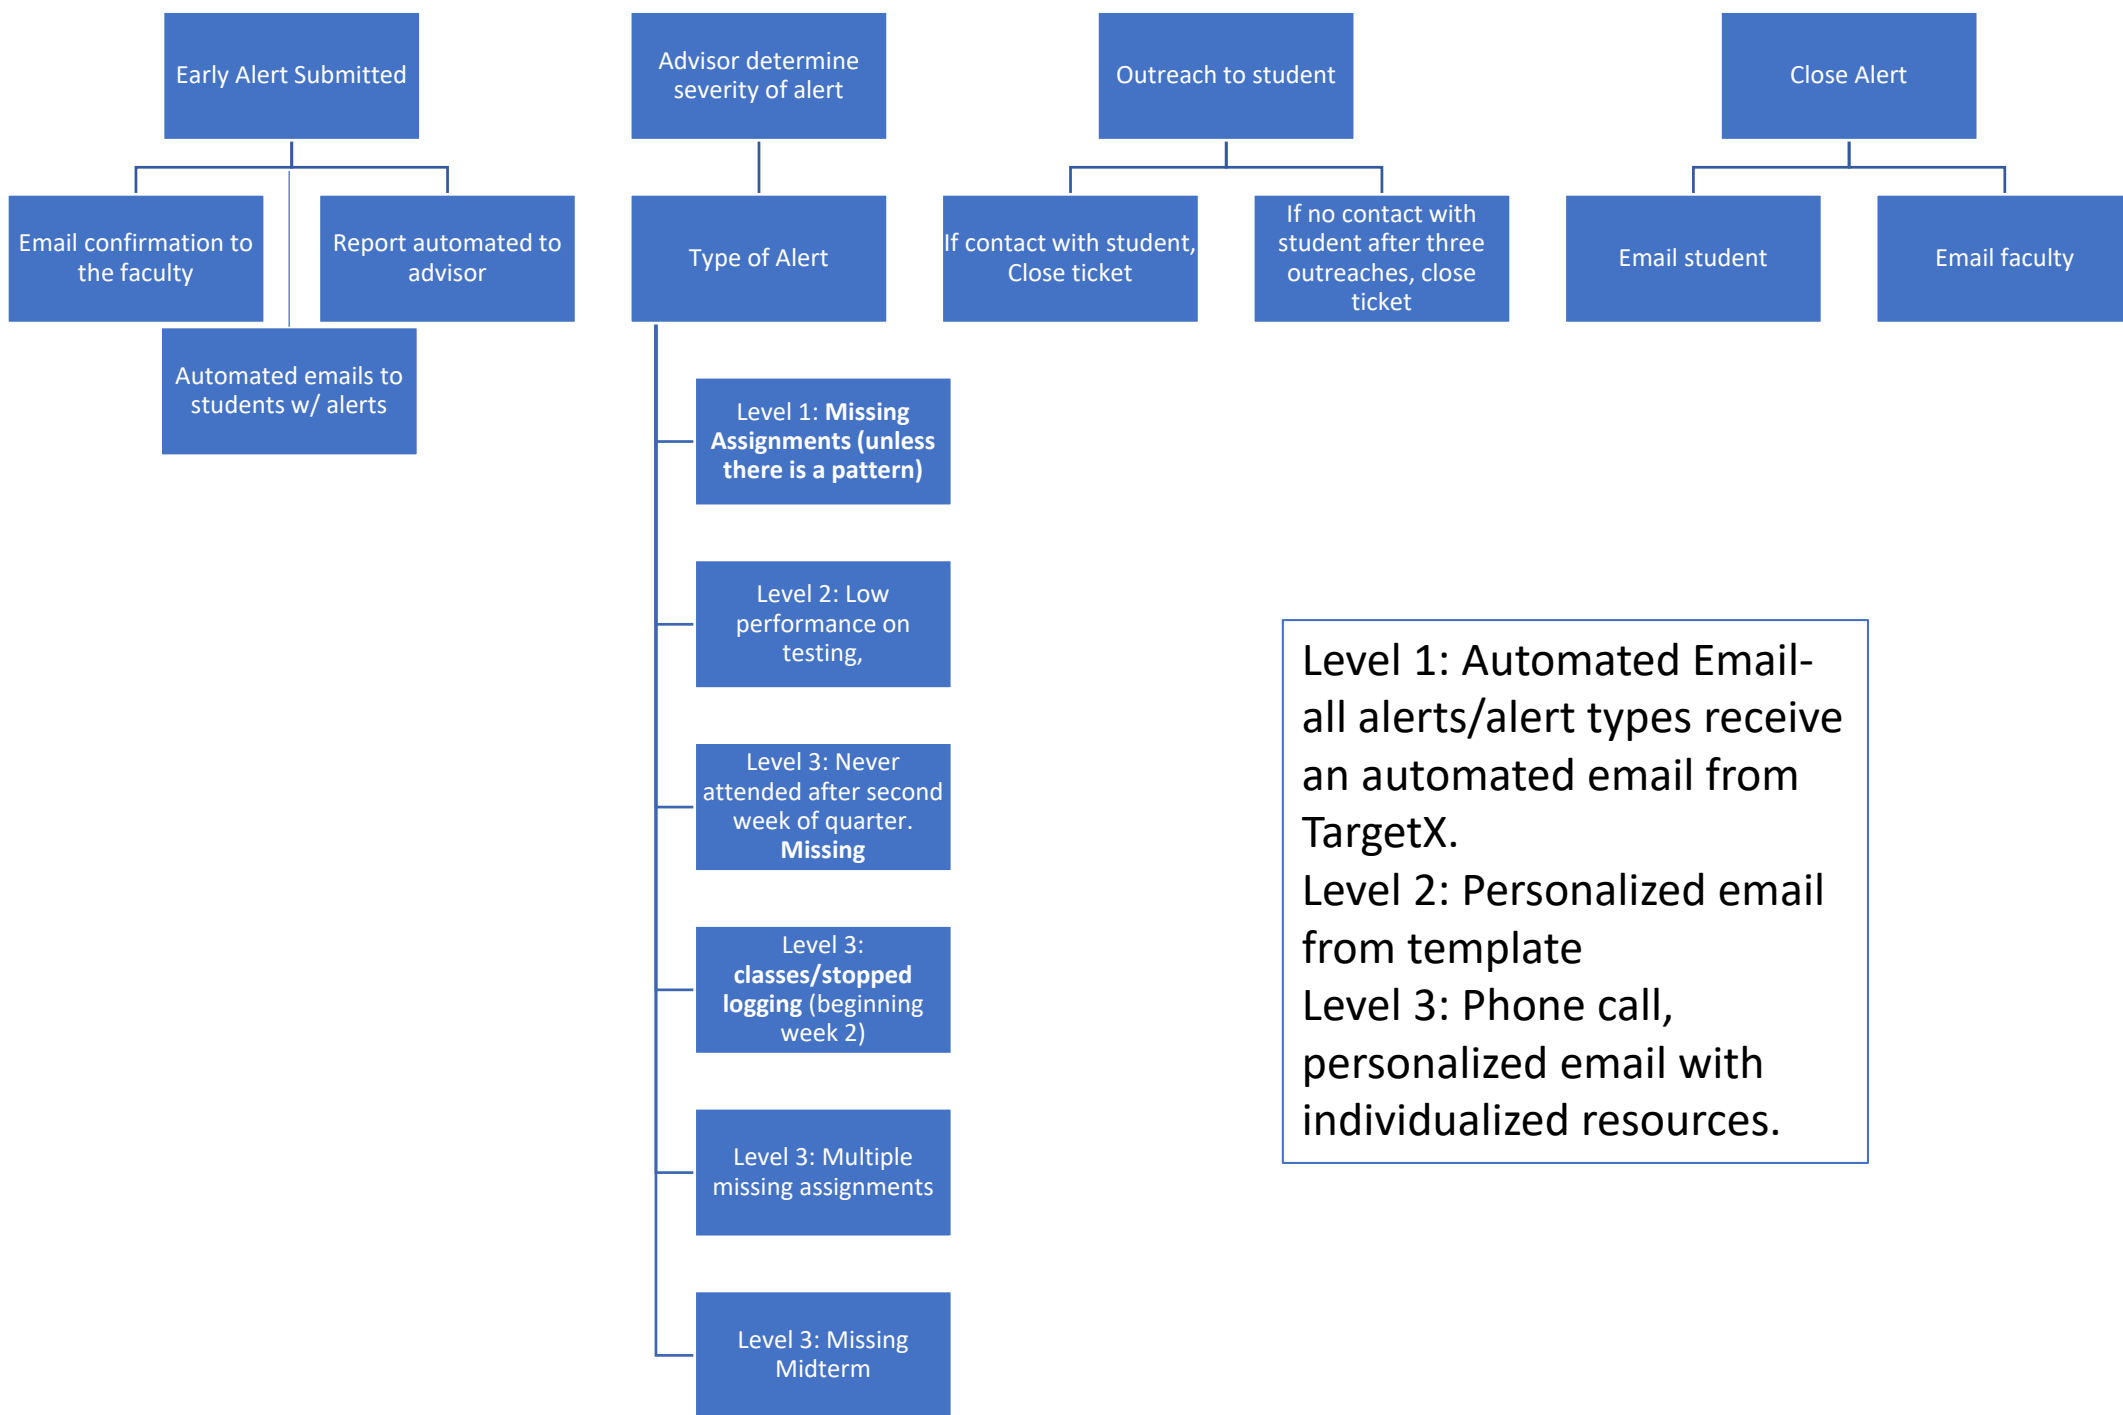 Early Alert Submitted
Email confirmation to
the faculty
Automated emails to
students w/ alerts
Report automated to
advisor
Advisor determine
severity of alert
Type of Alert
Level 1: Missing
Assignments (unless
there is a pattern)
Level 2: Low
performance on
testing,
Level 3: Never
attended after second
week of quarter.
Missing
Level 3:
classes/stopped
logging (beginning
week 2)
Level 3: Multiple
missing assignments
Level 3: Missing
Midterm
Outreach to student
If contact with student,
Close ticket
If no contact with
student after three
outreaches, close
ticket
Close Alert
Email student
Email faculty
Level 1: Automated Email-
all alerts/alert types receive
an automated email from
TargetX.
Level 2: Personalized email
from template
Level 3: Phone call,
personalized email with
individualized resources.